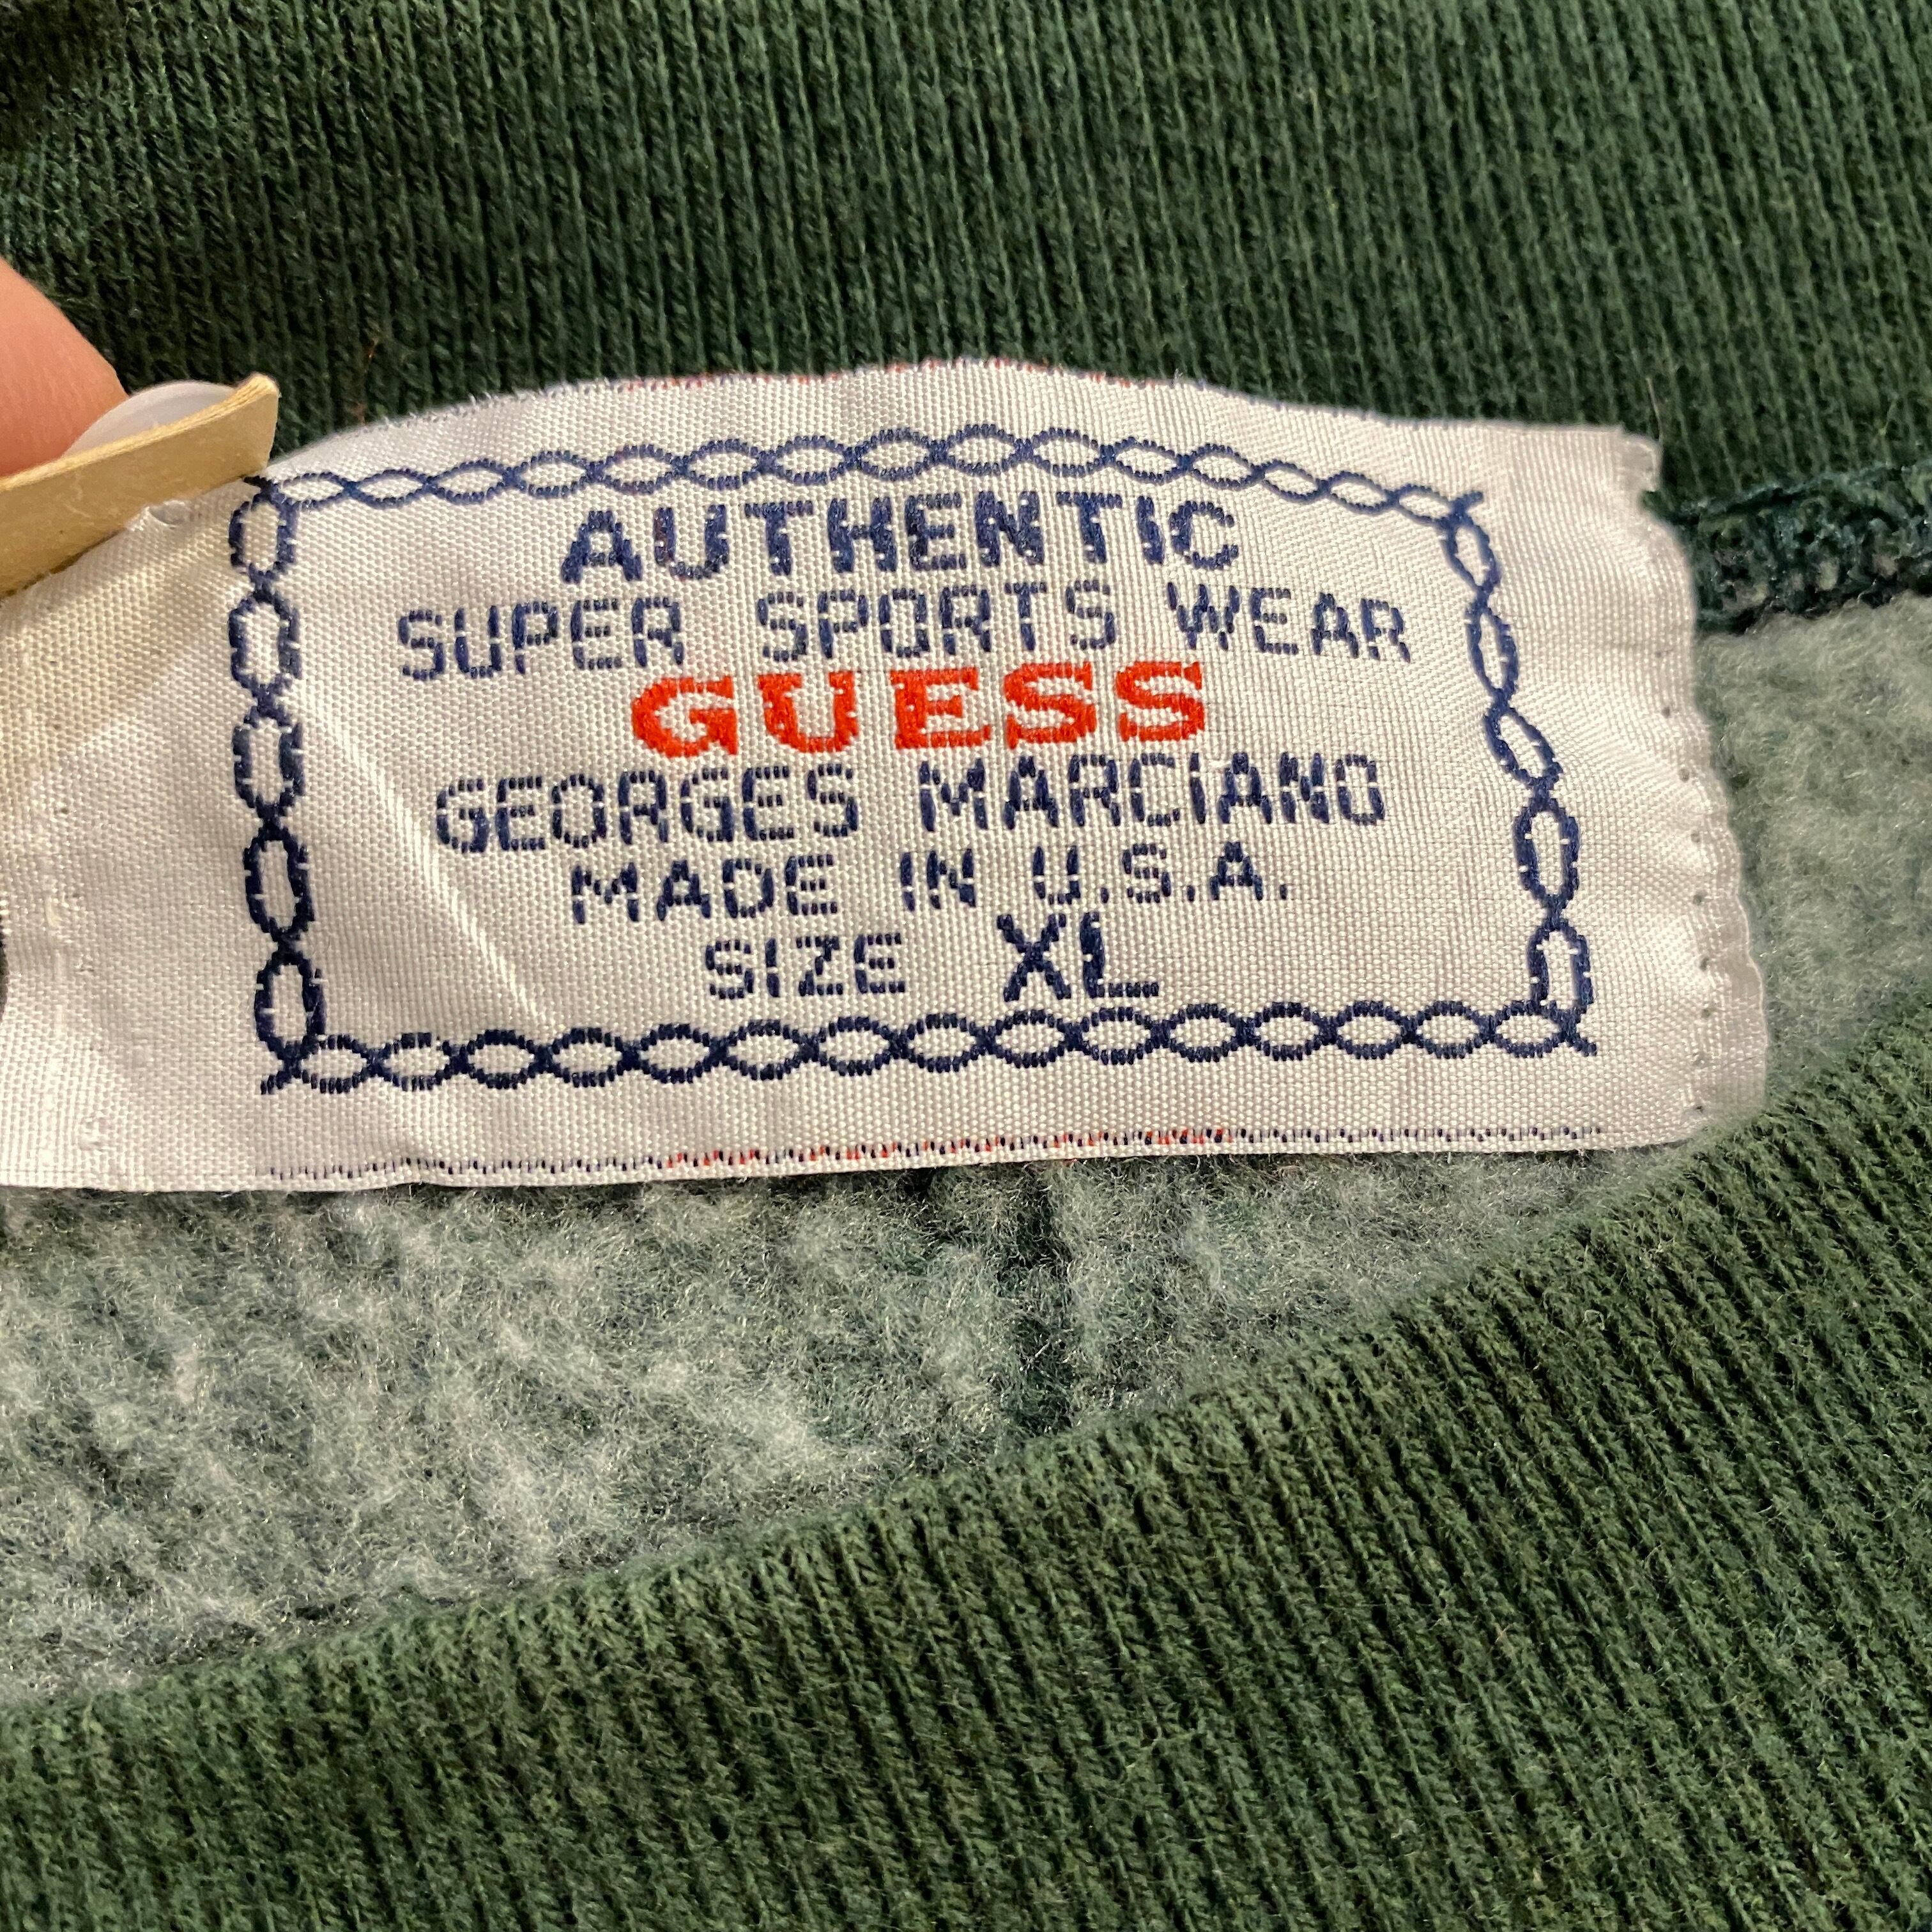 AUTHENTIC
SUPER SPORTS WEAR
GUESS
GEORGES MARCIANO
MADE IN U.S.A.
SIZE XL